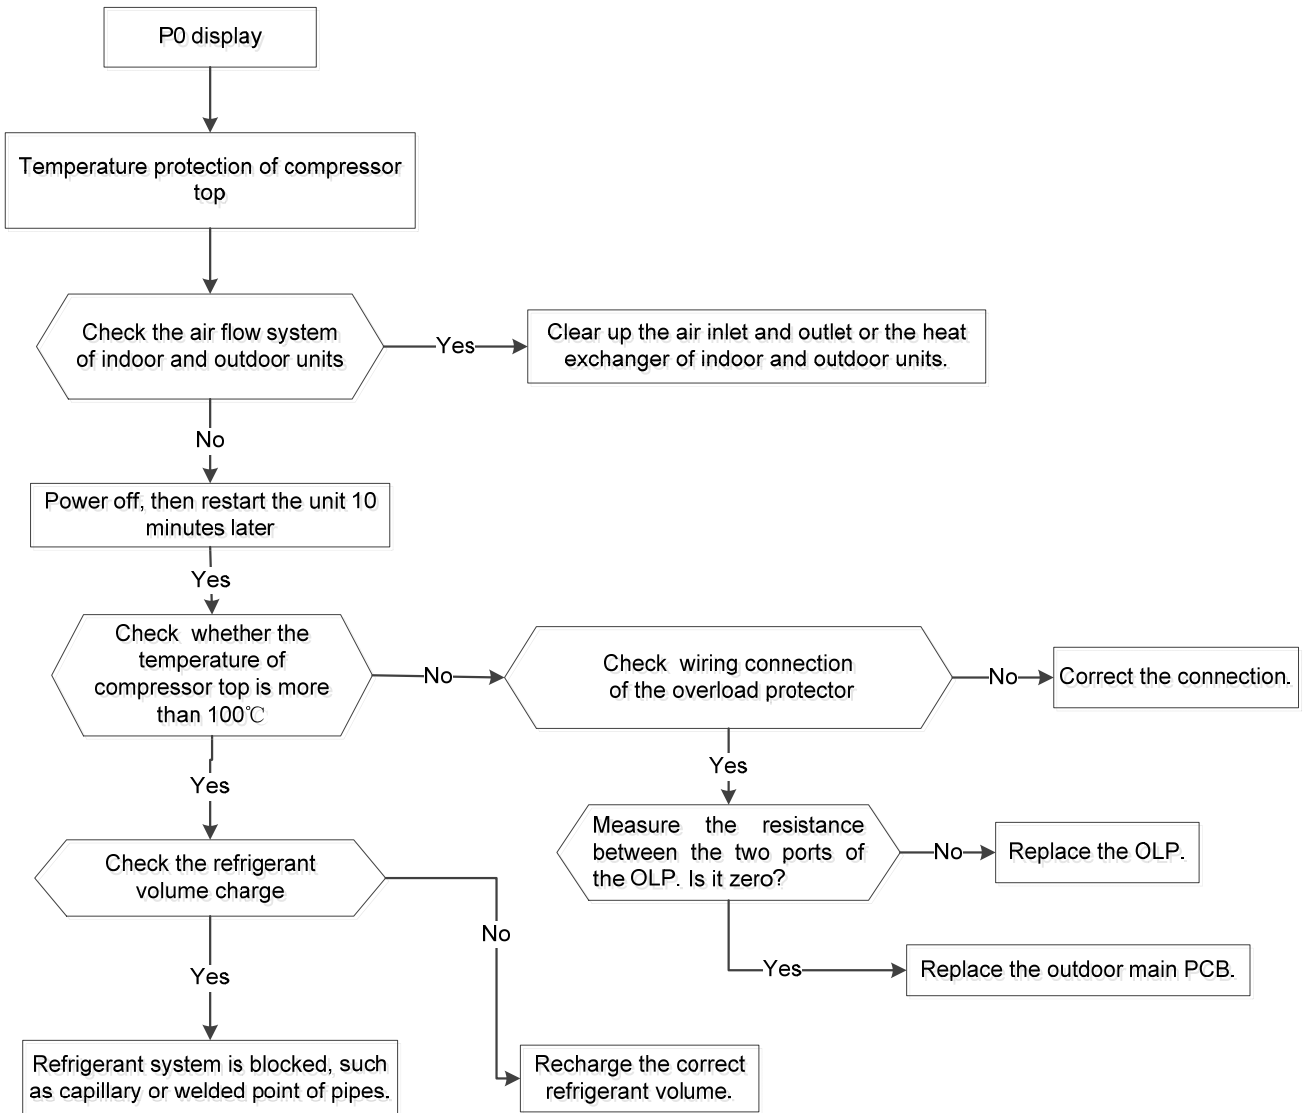 P0 display
Temperature protection of compressor
top
Check the air flow system
of indoor and outdoor units
Yes
Clear up the air inlet and outlet or the heat
exchanger of indoor and outdoor units.
No
Power off, then restart the unit 10
minutes later
Yes
Check whether the
temperature of
compressor top is more
than 100℃
No
Check wiring connection
of the overload protector
No
Correct the connection.
Yes
Yes
Measure the resistance
between the two ports of
the OLP. Is it zero?
No
Replace the OLP.
Check the refrigerant
volume charge
No
Yes
Yes
Replace the outdoor main PCB.
Refrigerant system is blocked, such
as capillary or welded point of pipes.
Recharge the correct
refrigerant volume.